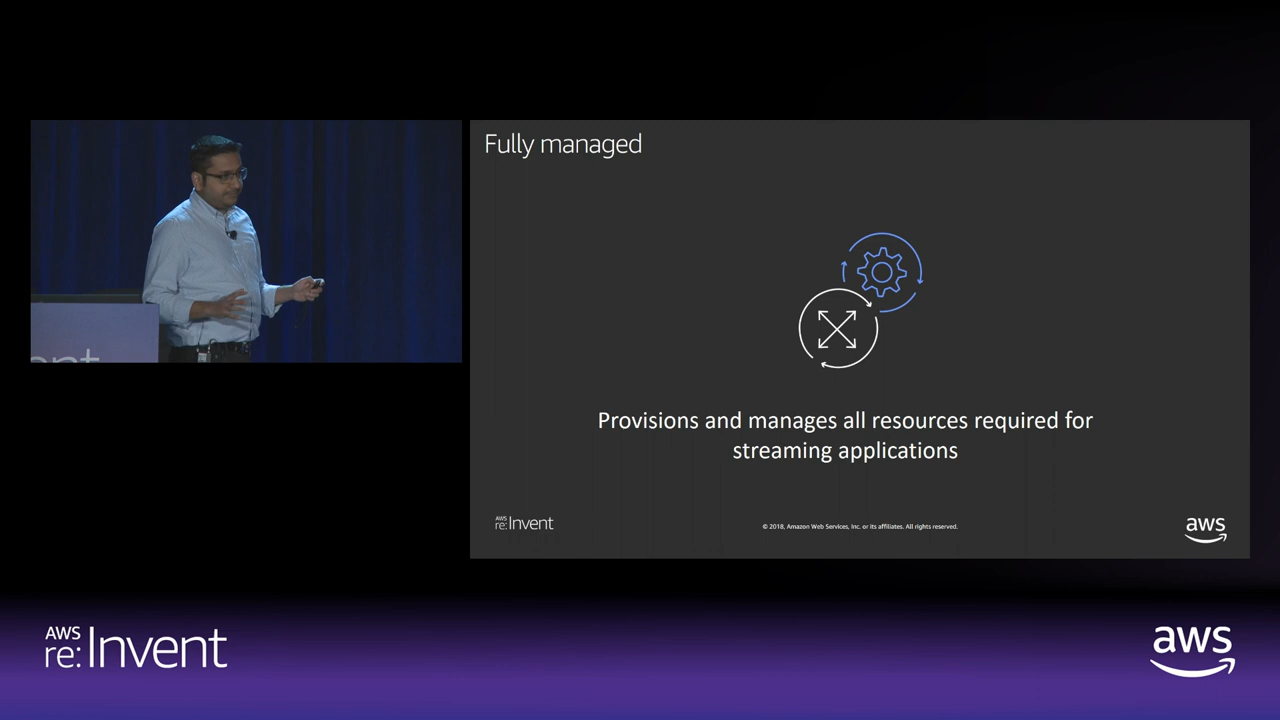 Fully managed
Provisions and manages all resources required for
streaming applications
AWS
re:Invent
© 2018, Amazon Web Services, Inc. or its affiliates. All rights reserved.
aws
ent
AWS
re:Invent
aws